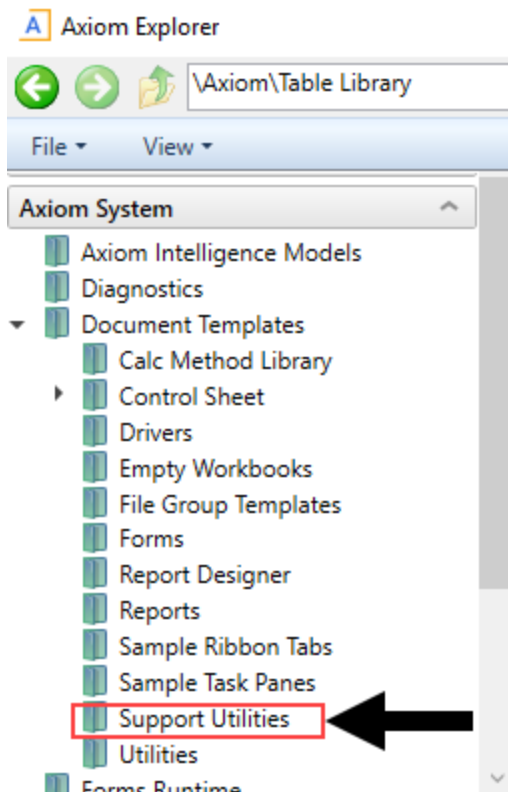 A Axiom Explorer
\Axiom\Table Library
File View
Axiom System
Axiom Intelligence Models
Diagnostics
Document Templates
Calc Method Library
Control Sheet
Drivers
Empty Workbooks
File Group Templates
Forms
Report Designer
Reports
Sample Ribbon Tabs
Sample Task Panes
Support Utilities
Utilities
Forms Runtime